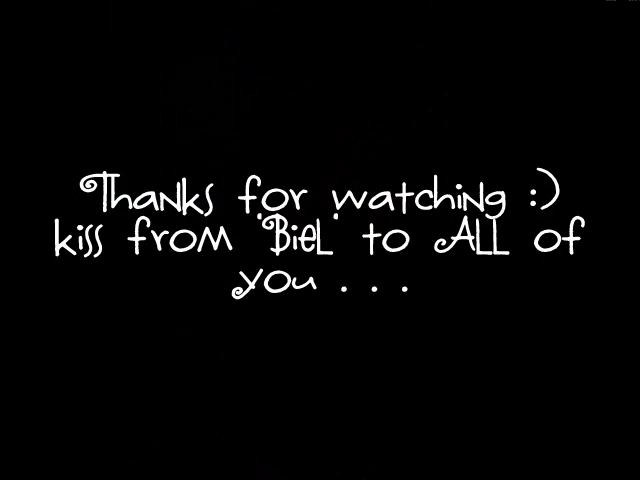 Thanks for watching :)
kiss from "BieL" to ALL of
you . . .